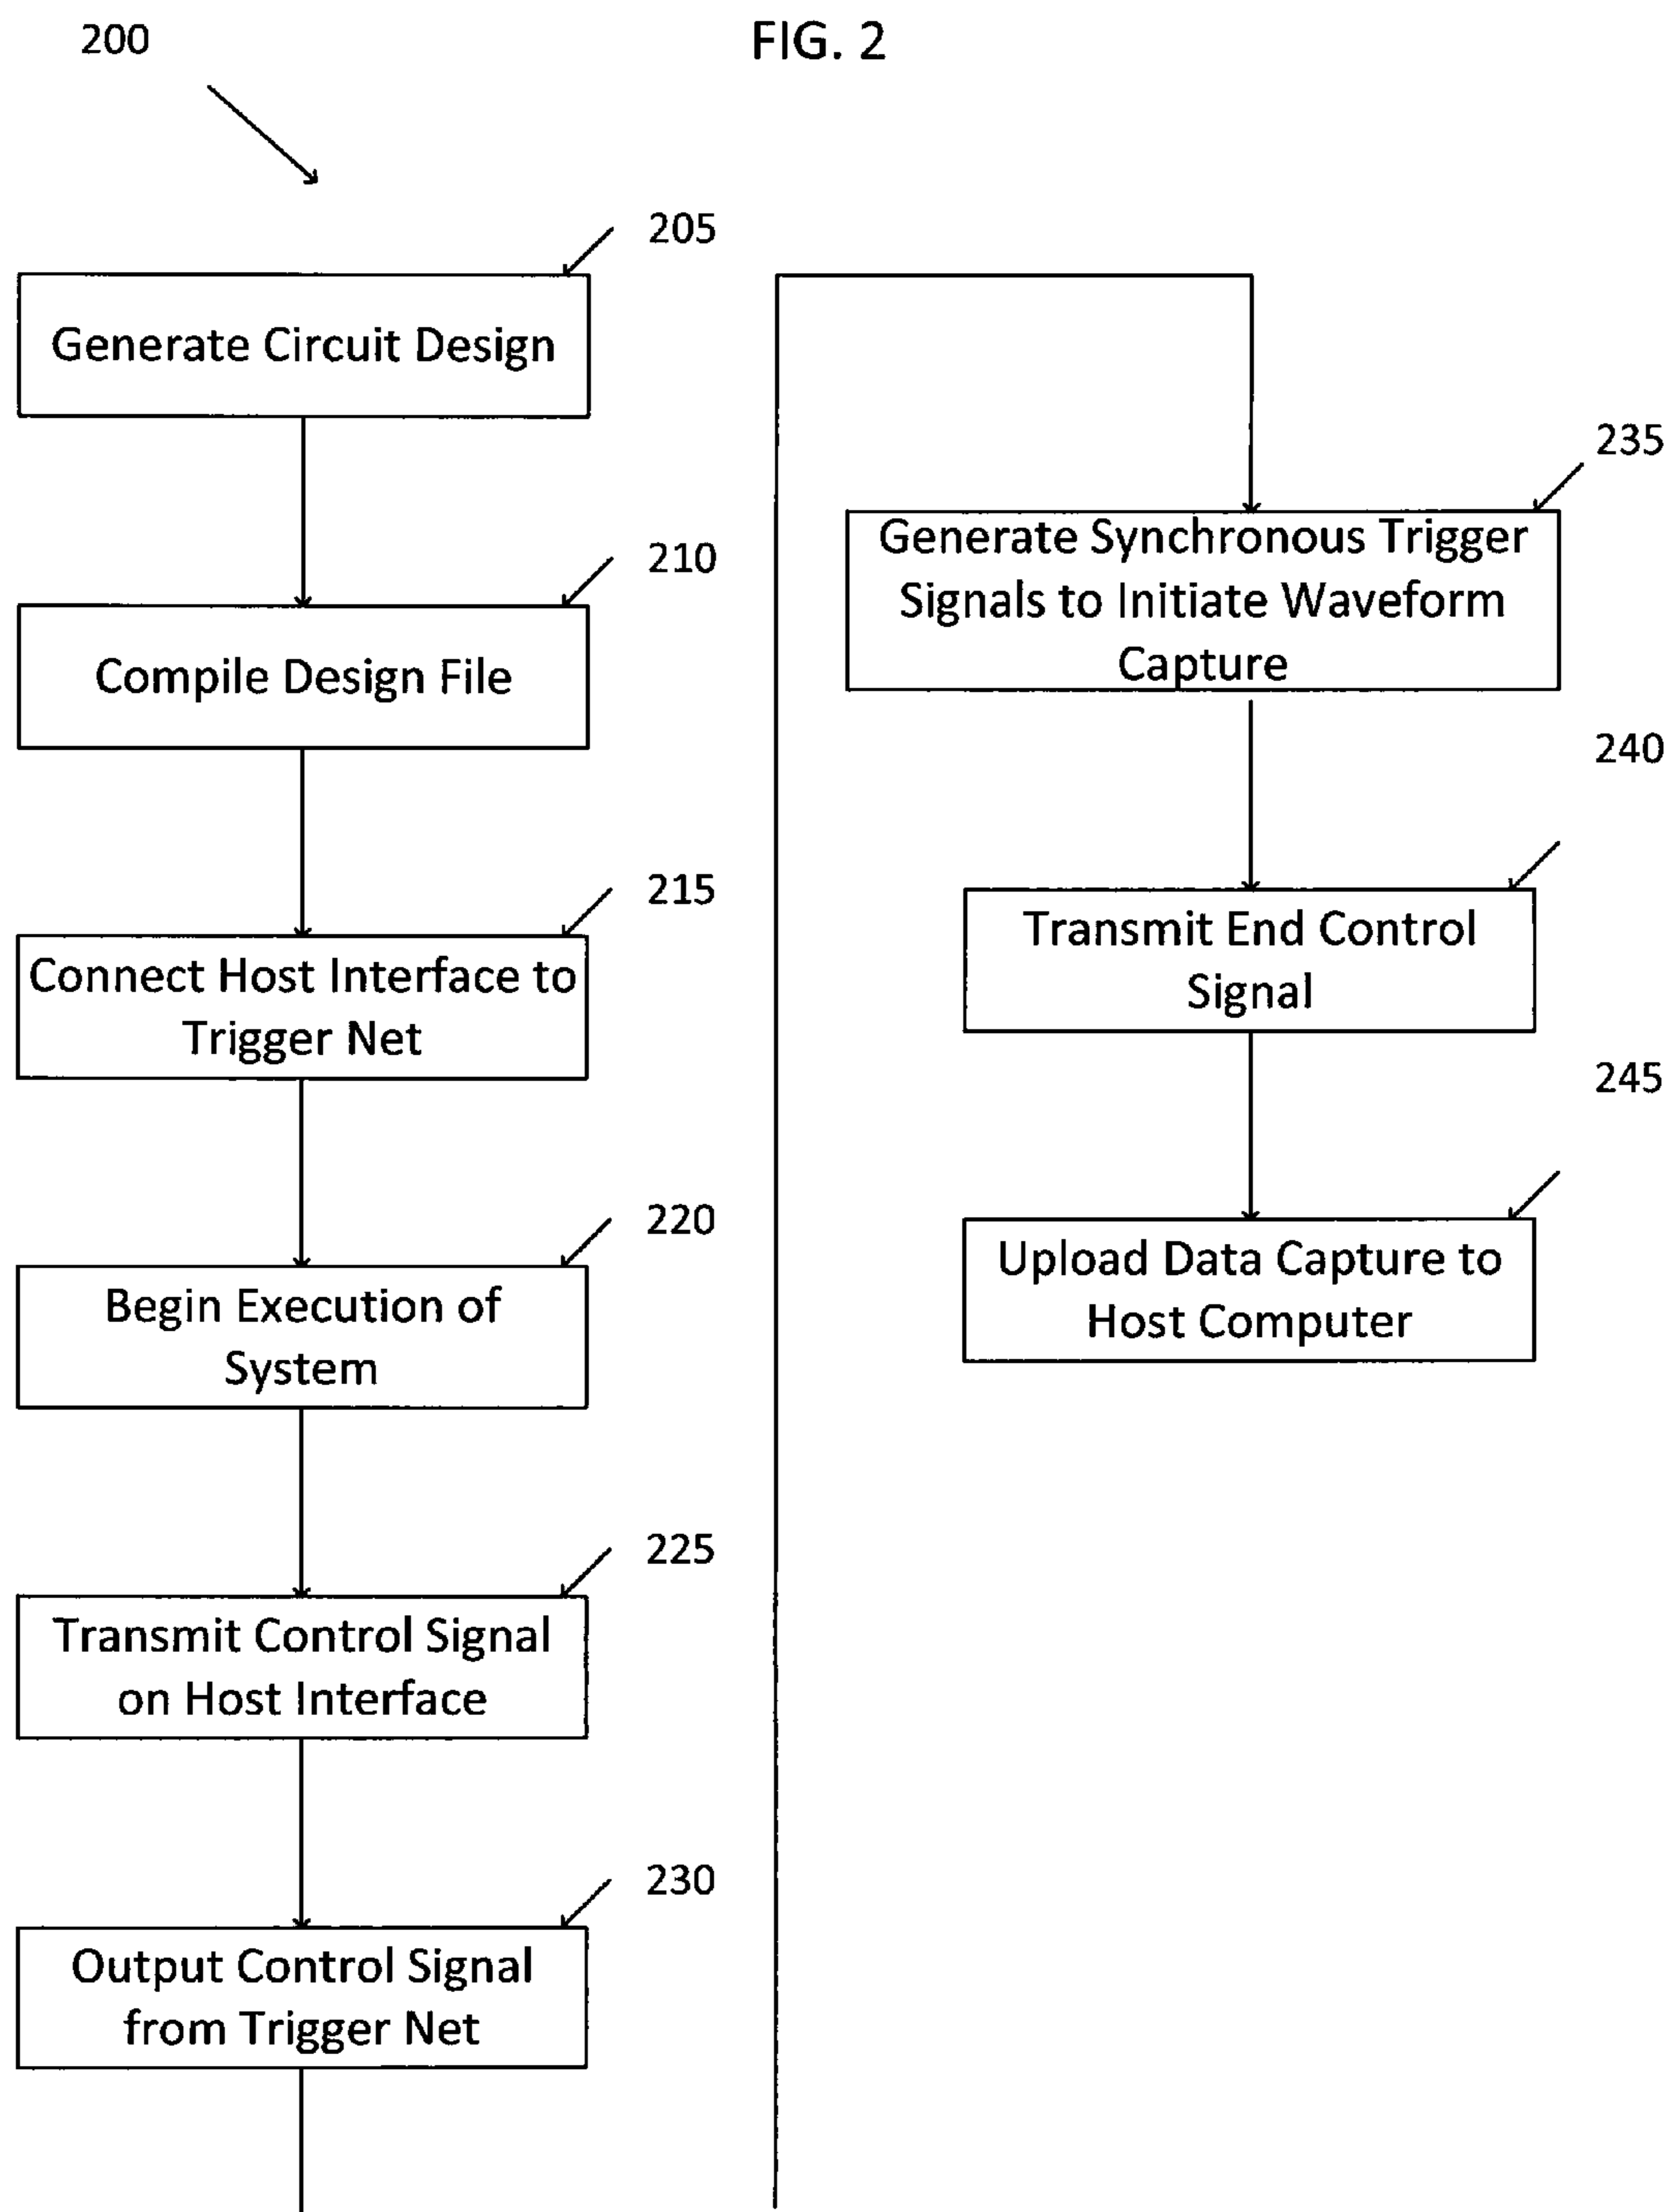 200
FIG. 2
205
Generate Circuit Design
210
Compile Design File
215
Connect Host Interface to
Trigger Net
220
Begin Execution of
System
225
Transmit Control Signal
on Host Interface
230
Output Control Signal
from Trigger Net
235
Generate Synchronous Trigger
Signals to Initiate Waveform
Capture
240
Transmit End Control
Signal
245
Upload Data Capture to
Host Computer